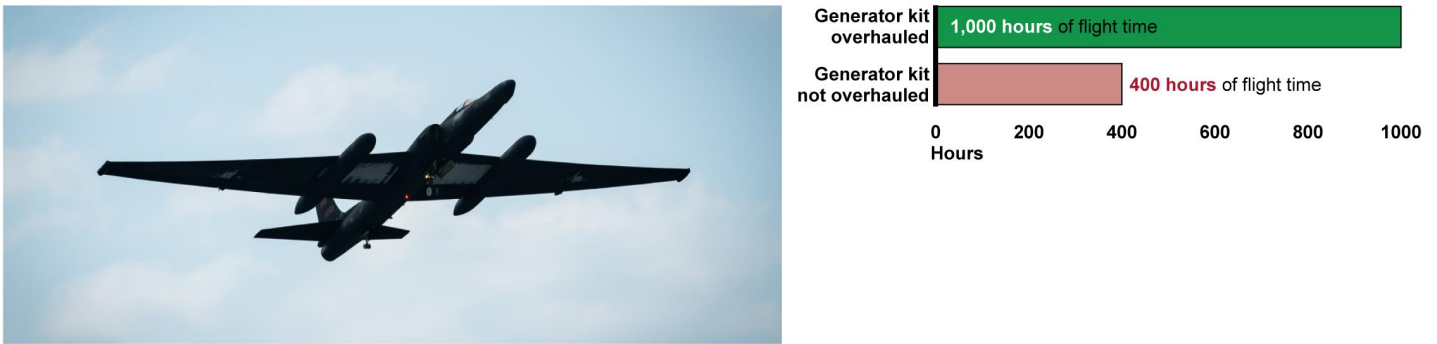 Generator kit
overhauled
1,000 hours of flight time
Generator kit
not overhauled
400 hours of flight time
0 200 400 600 800 1000
Hours